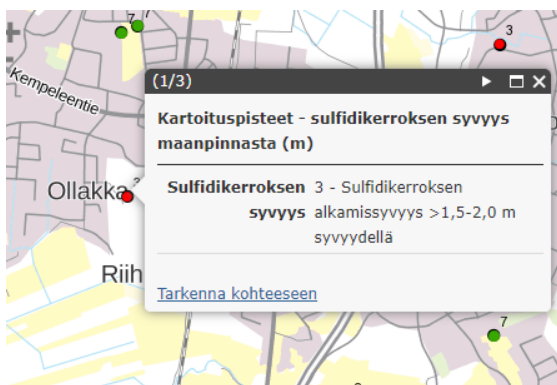 7 7
3
Kempeleentie
(1/3)
Kartoituspisteet - sulfidikerroksen syvyys
maanpinnasta (m)
Ollakka
Sulfidikerroksen 3 - Sulfidikerroksen
syvyys alkamissyvyys >1,5-2,0 m
syvyydellä
Riih
Tarkenna kohteeseen
7